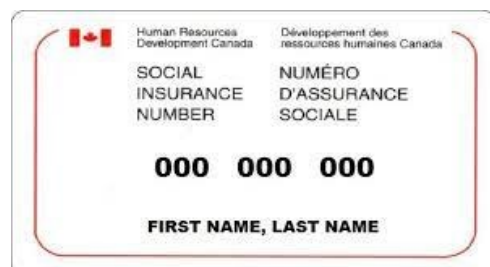 Human Resources
Development Canada
Développement des
ressources humaines Canada
SOCIAL
INSURANCE
NUMBER
NUMÉRO
D'ASSURANCE
SOCIALE
000 000 000
FIRST NAME, LAST NAME